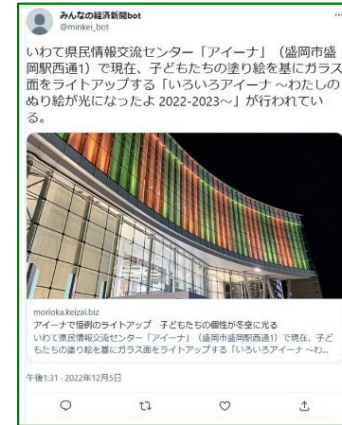 みんなの経済新聞bot
@minkei_bot
いわて県民情報交流センター「アイーナ」（盛岡市盛
岡駅西通1）で現在、子どもたちの塗り絵を基にガラス
面をライトアップする「いろいろアイーナ ～わたしの
ぬり絵が光になったよ 2022-2023～」が行われてい
る。
morioka.keizai.biz
アイーナで恒例のライトアップ　子どもたちの個性が冬空に光る
いわて県民情報交流センター「アイーナ」（盛岡市盛岡駅西通1）で現在、子ど
もたちの塗り絵を基にガラス面をライトアップする「いろいろアイーナ ～わ...
午後1:31 · 2022年12月5日